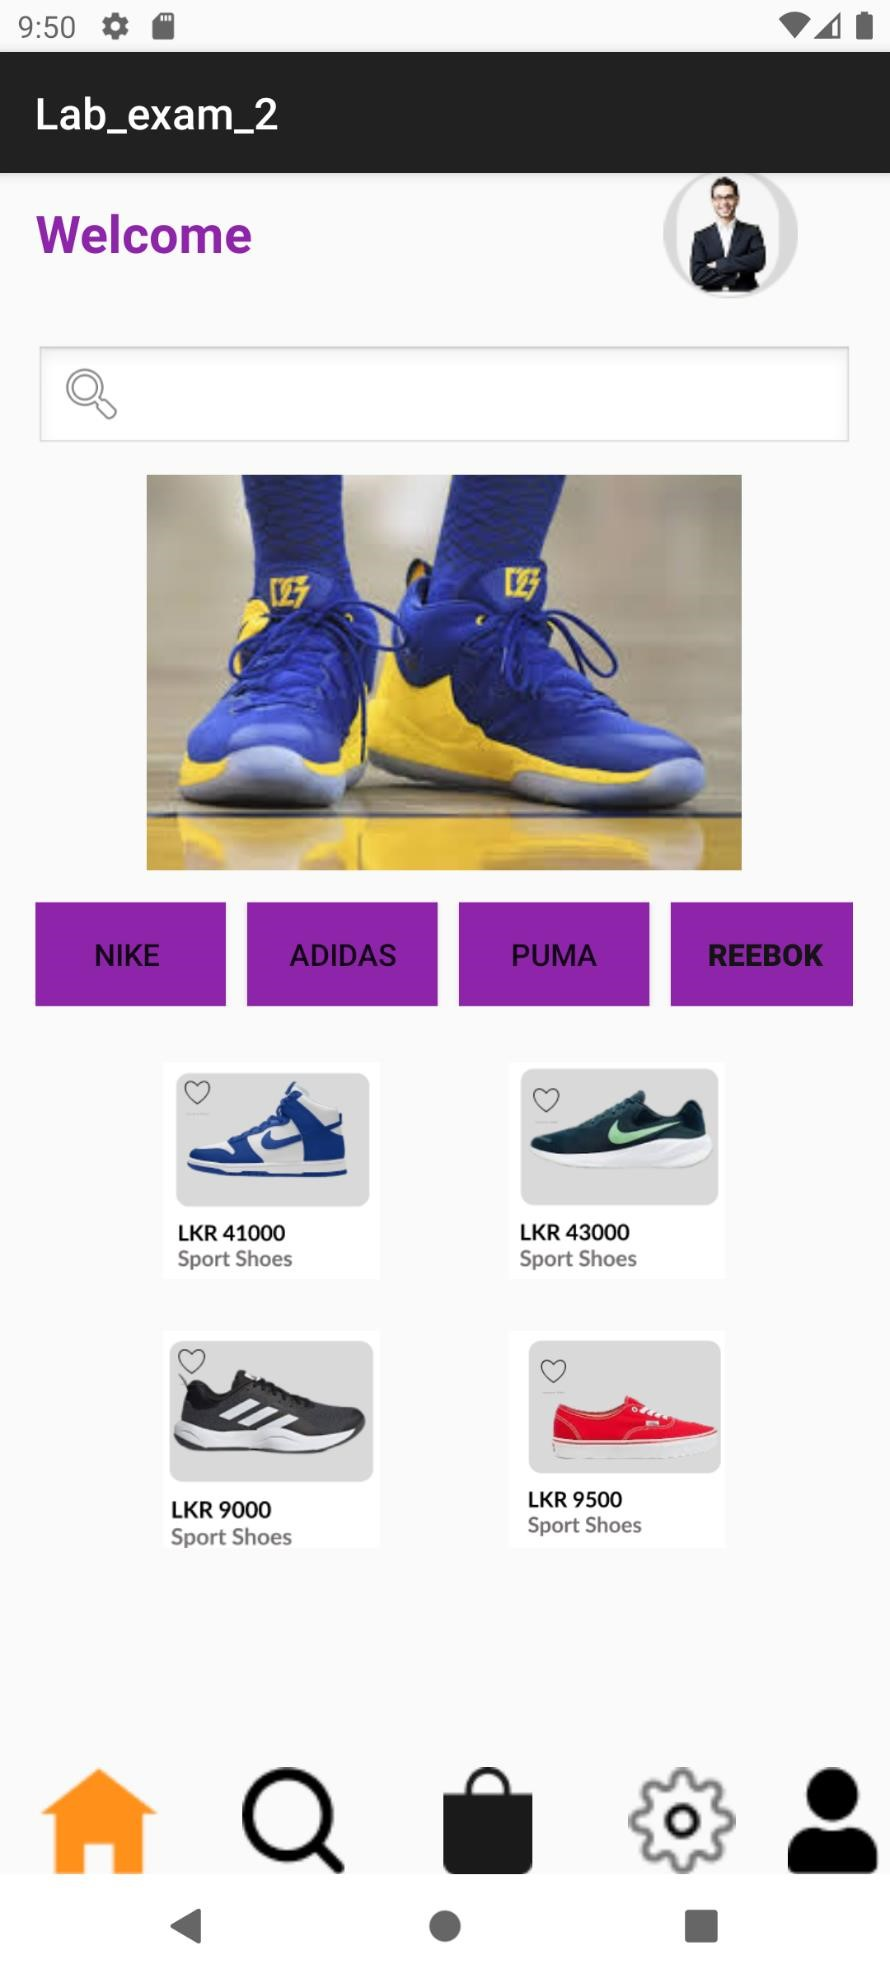 9:50
Lab_exam_2
Welcome
NIKE ADIDAS PUMA REEBOK
LKR 41000
Sport Shoes
LKR 43000
Sport Shoes
LKR 9000
Sport Shoes
LKR 9500
Sport Shoes